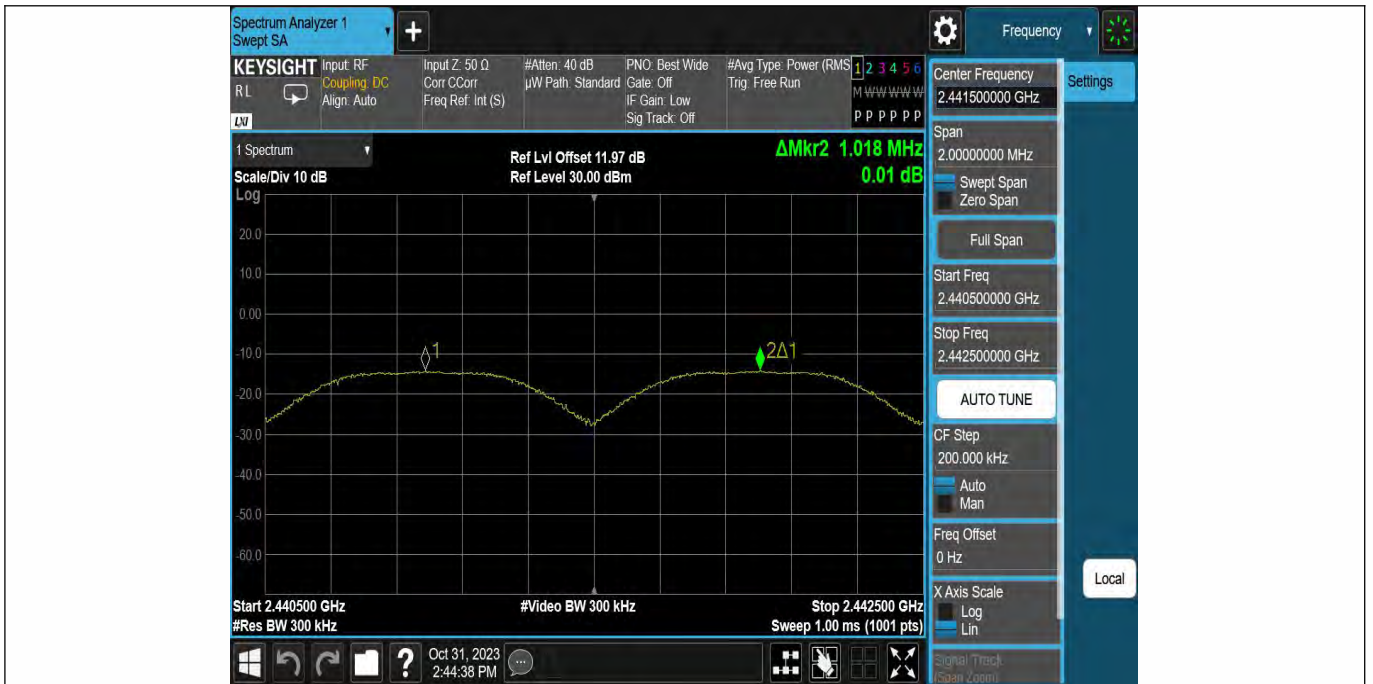 Spectrum Analyzer 1
Swept SA
+
Frequency
KEYSIGHT
RL
LXI
Input: RF
Coupling: DC
Align: Auto
Input Z: 50 Ω
Corr CCorr
Freq Ref: Int (S)
#Atten: 40 dB
µW Path: Standard
PNO: Best Wide
Gate: Off
IF Gain: Low
Sig Track: Off
#Avg Type: Power (RMS
Trig: Free Run
1 2 3 4 5 6
M W W W W W
P P P P P P
1 Spectrum
Scale/Div 10 dB
Log
Ref Lvl Offset 11.97 dB
Ref Level 30.00 dBm
ΔMkr2 1.018 MHz
0.01 dB
20.0
10.0
0.00
-10.0
-20.0
-30.0
-40.0
-50.0
-60.0
1
2Δ1
Start 2.440500 GHz
#Res BW 300 kHz
#Video BW 300 kHz
Stop 2.442500 GHz
Sweep 1.00 ms (1001 pts)
Center Frequency
2.441500000 GHz
Settings
Span
2.00000000 MHz
Swept Span
Zero Span
Full Span
Start Freq
2.440500000 GHz
Stop Freq
2.442500000 GHz
AUTO TUNE
CF Step
200.000 kHz
Auto
Man
Freq Offset
0 Hz
X Axis Scale
Log
Lin
Local
Signal Track
(Span Zoom)
?
Oct 31, 2023
2:44:38 PM